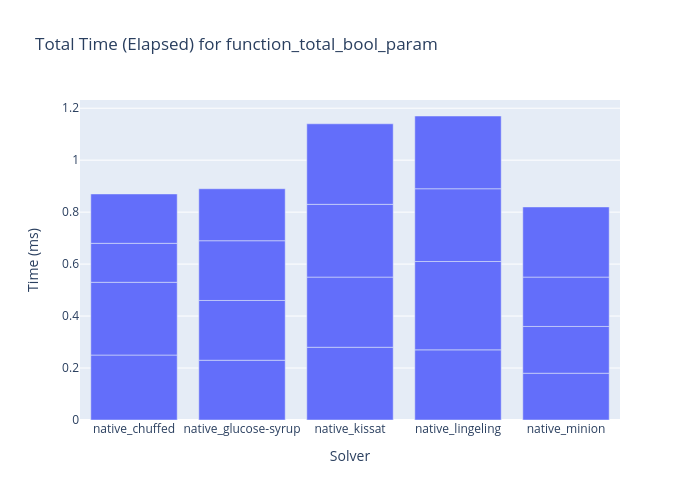 Total Time (Elapsed) for function_total_bool_param
Time (ms)
1.2
1
0.8
0.6
0.4
0.2
0
native_chuffed native_glucose-syrup native_kissat native_lingeling native_minion
Solver